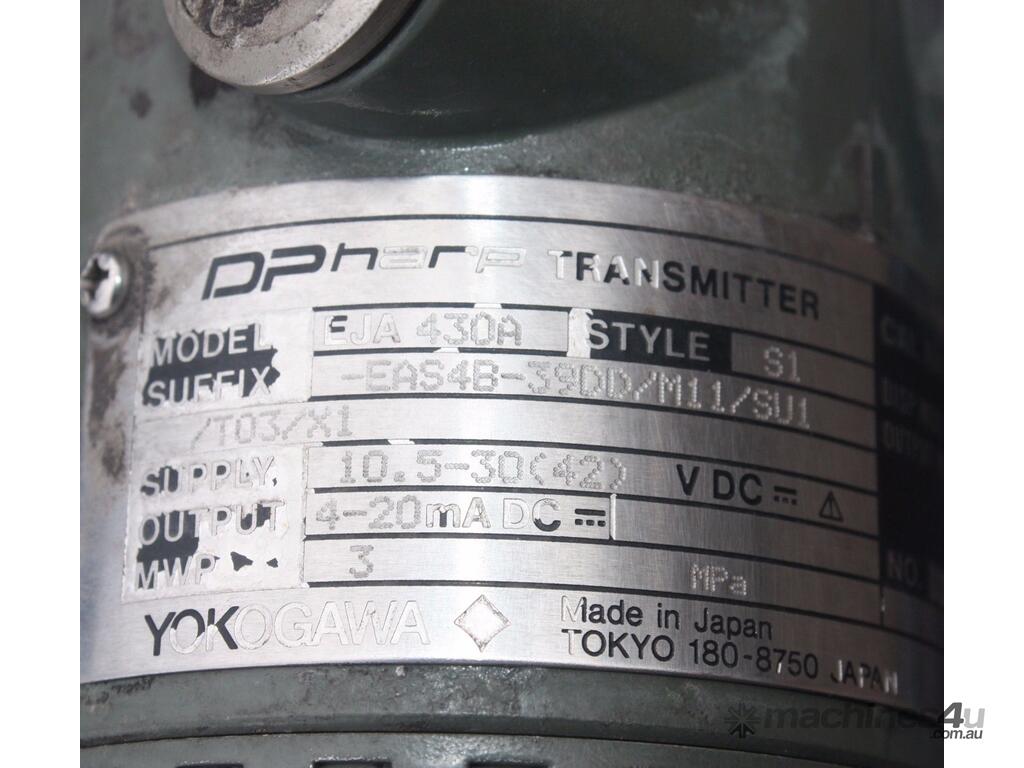 DPharp TRANSMITTER
MODEL EJA 430A STYLE S1
SUFFIX -EAS4B-39DD/M11/SU1
/T03/X1
SUPPLY 10.5-30(42) V DC ⎓ ⚠
OUTPUT 4-20mA DC ⎓
MWP 3 MPa
NO.
YOKOGAWA Made in Japan
TOKYO 180-8750 JAPAN
machines4u
.com.au